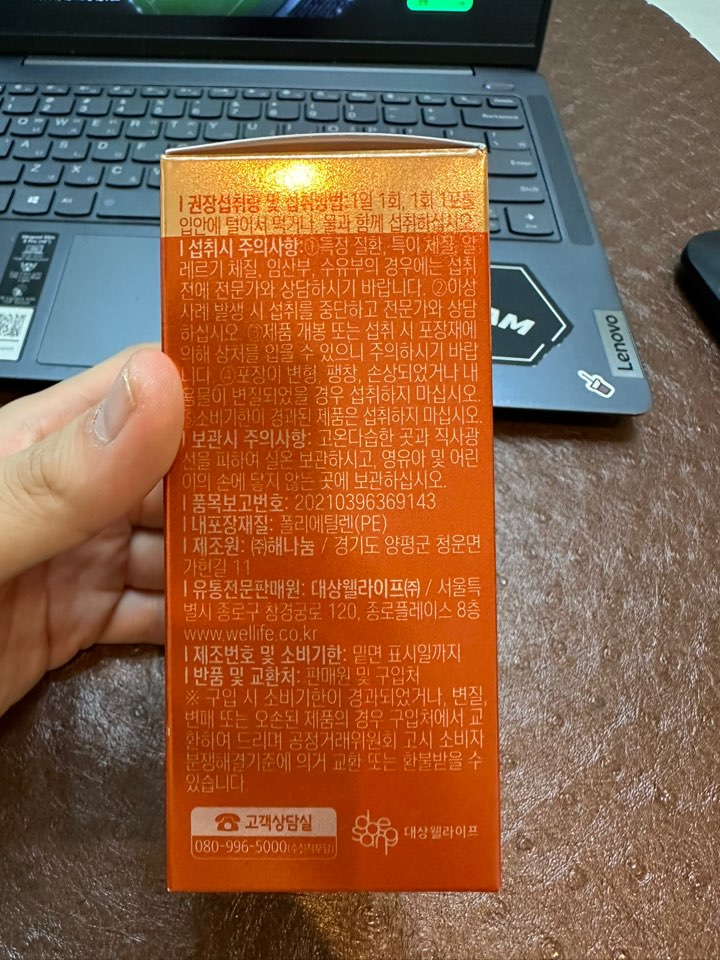 | 권장섭취량 및 섭취방법: 1일 1회, 1회 1포를
입안에 털어서 먹거나, 물과 함께 섭취하십시오.
| 섭취시 주의사항: ①특정 질환, 특이 체질, 알
레르기 체질, 임산부, 수유부의 경우에는 섭취
전에 전문가와 상담하시기 바랍니다. ②이상
사례 발생 시 섭취를 중단하고 전문가와 상담
하십시오. ③제품 개봉 또는 섭취 시 포장재에
의해 상처를 입을 수 있으니 주의하시기 바랍
니다. ④포장이 변형, 팽창, 손상되었거나 내
용물이 변질되었을 경우 섭취하지 마십시오.
⑤소비기한이 경과된 제품은 섭취하지 마십시오.
| 보관시 주의사항: 고온다습한 곳과 직사광
선을 피하여 실온 보관하시고, 영유아 및 어린
이의 손에 닿지 않는 곳에 보관하십시오.
| 품목보고번호: 20210396369143
| 내포장재질: 폴리에틸렌(PE)
| 제조원: ㈜해나눔 / 경기도 양평군 청운면
가현길 11
| 유통전문판매원: 대상웰라이프㈜ / 서울특
별시 종로구 창경궁로 120, 종로플레이스 8층
www.wellife.co.kr
| 제조번호 및 소비기한: 밑면 표시일까지
| 반품 및 교환처: 판매원 및 구입처
※ 구입 시 소비기한이 경과되었거나, 변질,
변패 또는 오손된 제품의 경우 구입처에서 교
환하여 드리며 공정거래위원회 고시 소비자
분쟁해결기준에 의거 교환 또는 환불받을 수
있습니다.
☎ 고객상담실
080-996-5000(수신자부담)
daesang 대상웰라이프
Lenovo
AM
Backspace
Enter
Shift
Ctrl
Alt